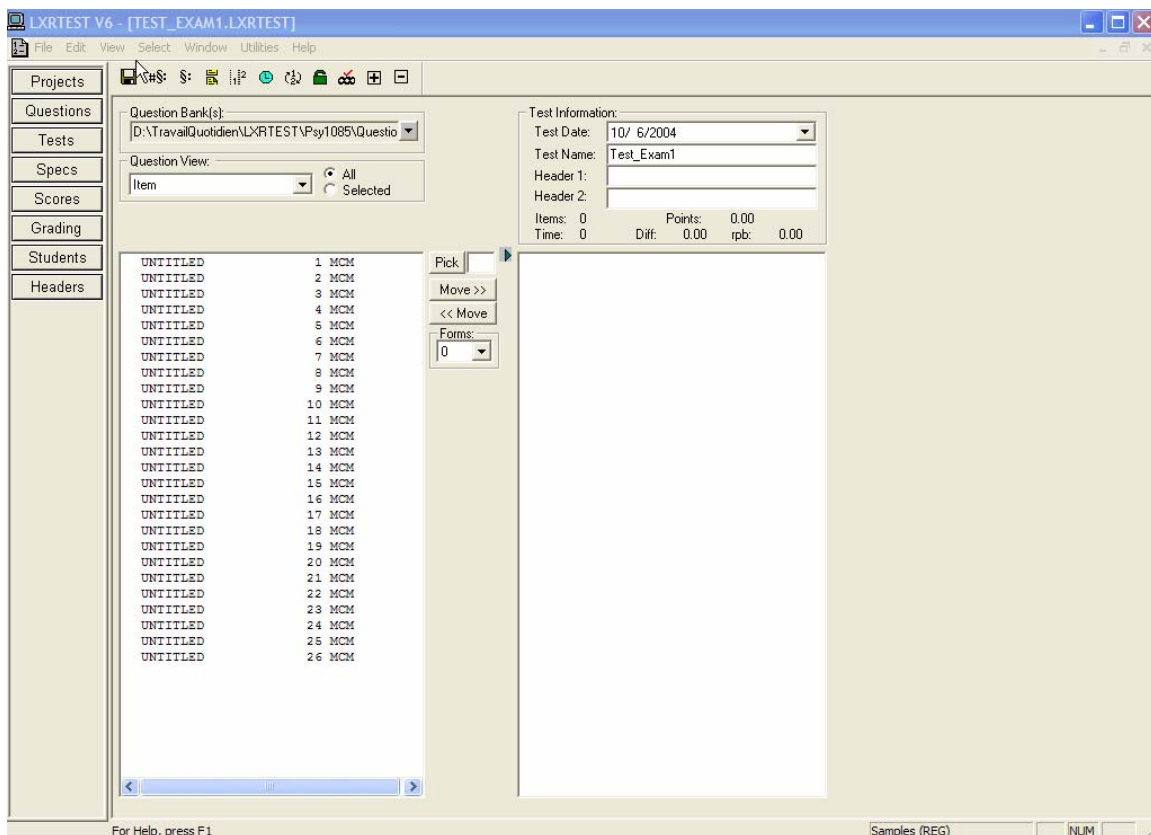 LXRTEST V6 - [TEST_EXAM1.LXRTEST]
File Edit View Select Window Utilities Help
Projects
Questions
Tests
Specs
Scores
Grading
Students
Headers
Question Bank(s):
D:\TravailQuotidien\LXRTEST\Psy1085\Questio
Question View:
Item
All
Selected
Test Information:
Test Date: 10/ 6/2004
Test Name: Test_Exam1
Header 1:
Header 2:
Items: 0 Points: 0.00
Time: 0 Diff: 0.00 rpb: 0.00
UNTITLED 1 MCM
UNTITLED 2 MCM
UNTITLED 3 MCM
UNTITLED 4 MCM
UNTITLED 5 MCM
UNTITLED 6 MCM
UNTITLED 7 MCM
UNTITLED 8 MCM
UNTITLED 9 MCM
UNTITLED 10 MCM
UNTITLED 11 MCM
UNTITLED 12 MCM
UNTITLED 13 MCM
UNTITLED 14 MCM
UNTITLED 15 MCM
UNTITLED 16 MCM
UNTITLED 17 MCM
UNTITLED 18 MCM
UNTITLED 19 MCM
UNTITLED 20 MCM
UNTITLED 21 MCM
UNTITLED 22 MCM
UNTITLED 23 MCM
UNTITLED 24 MCM
UNTITLED 25 MCM
UNTITLED 26 MCM
Pick
Move >>
<< Move
Forms:
0
For Help, press F1
Samples (REG)
NUM